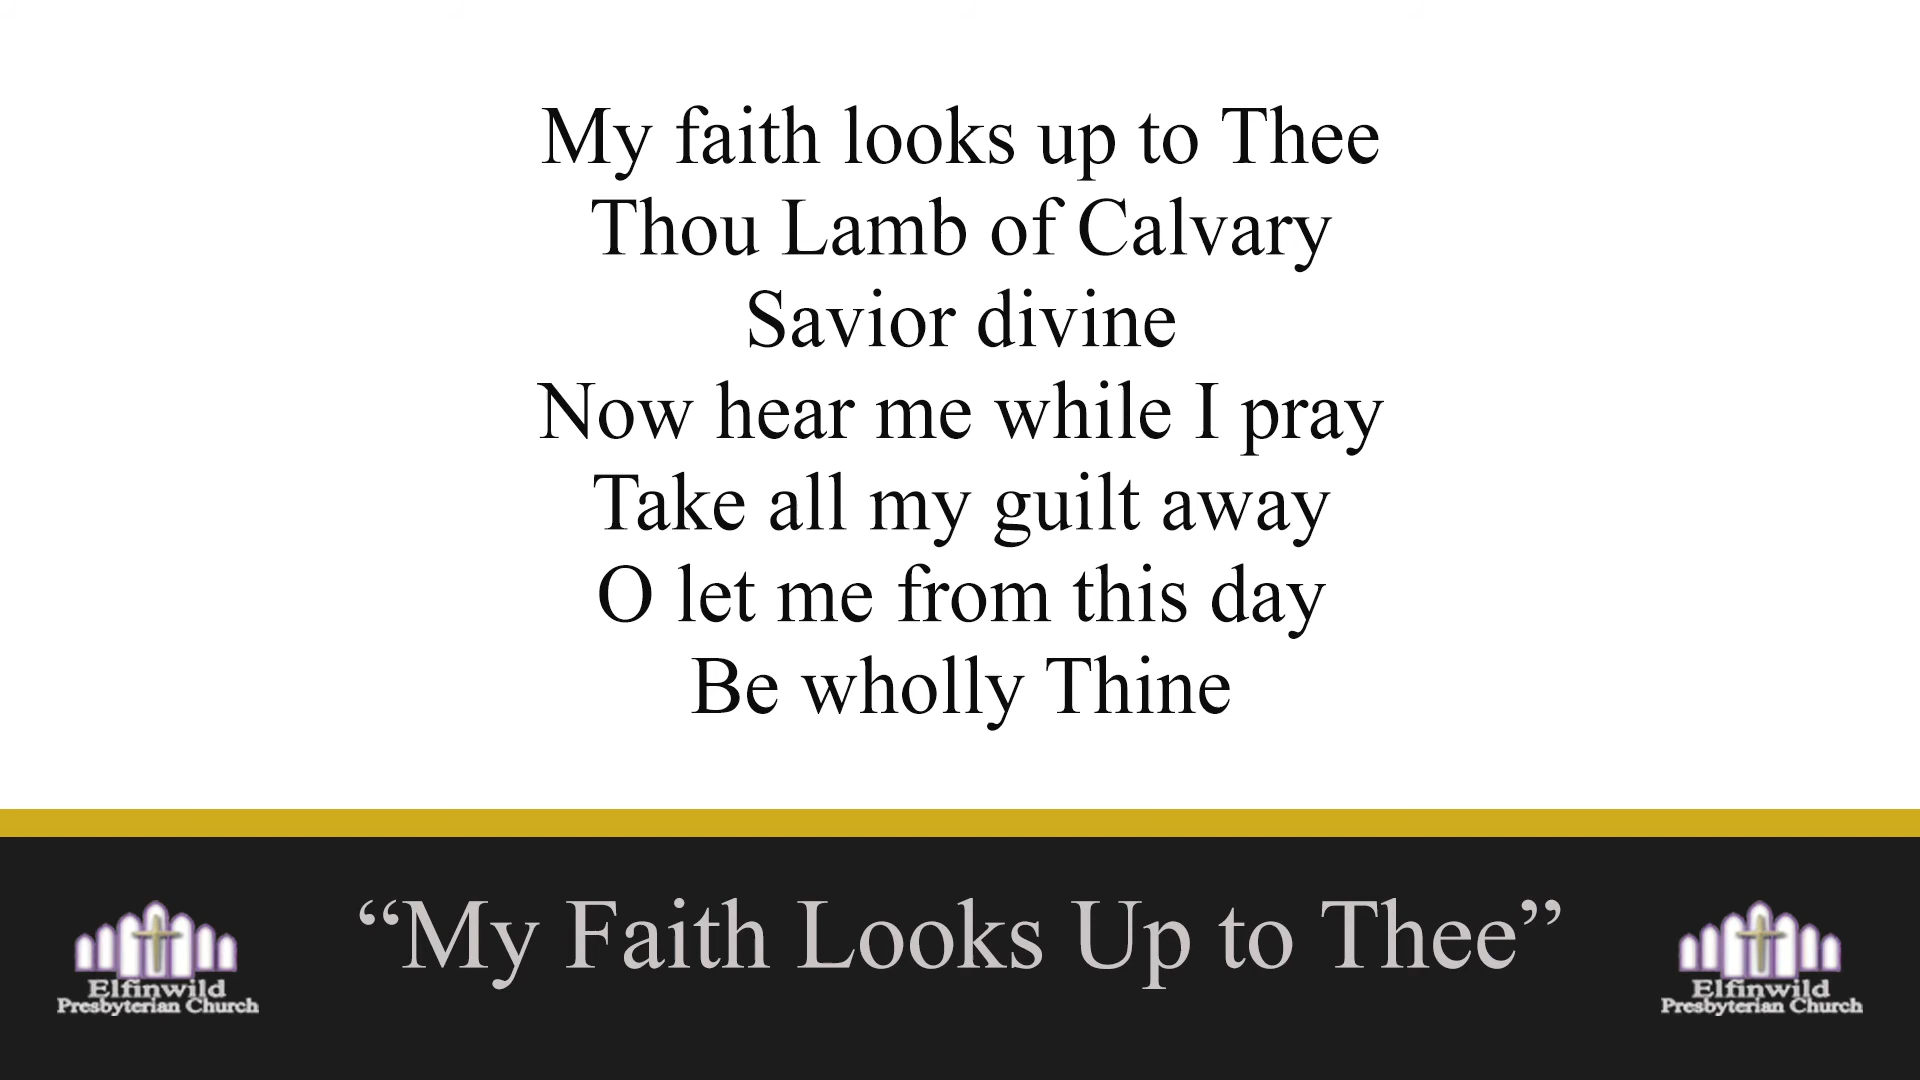 My faith looks up to Thee
Thou Lamb of Calvary
Savior divine
Now hear me while I pray
Take all my guilt away
O let me from this day
Be wholly Thine
“My Faith Looks Up to Thee”
Elfinwild
Presbyterian Church
Elfinwild
Presbyterian Church